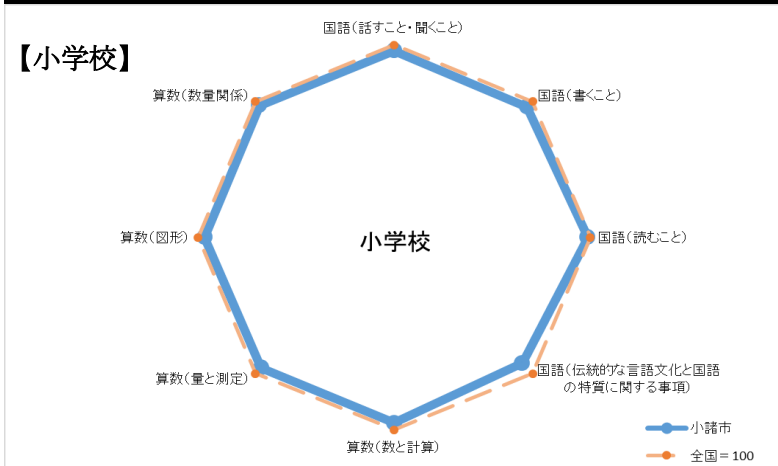 【小学校】
国語(話すこと・聞くこと)
国語(書くこと)
国語(読むこと)
国語(伝統的な言語文化と国語
の特質に関する事項)
算数(数と計算)
算数(量と測定)
算数(図形)
算数(数量関係)
小学校
小諸市
全国=100